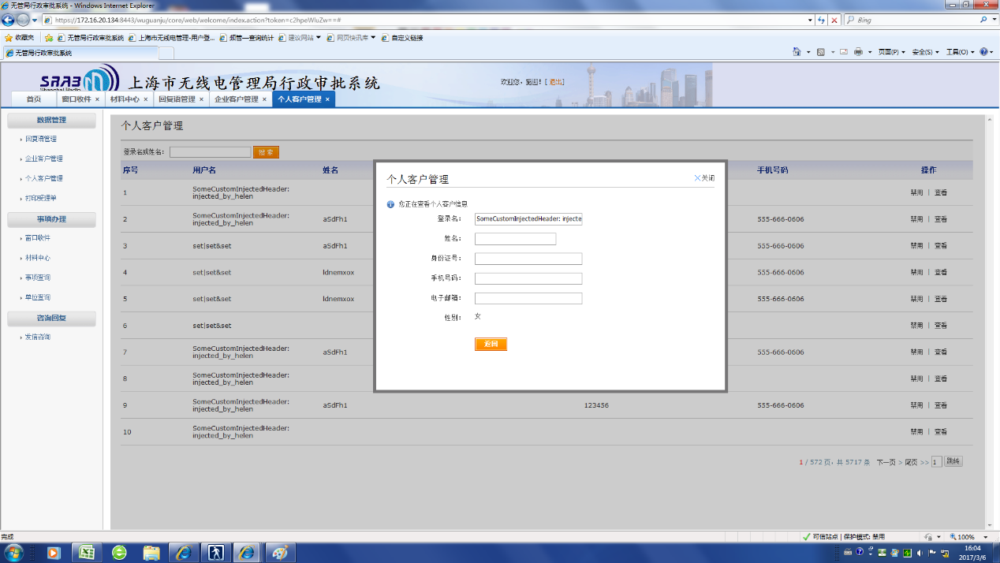 无管局行政审批系统 - Windows Internet Explorer
https://172.16.20.134:8443/wuguanju/core/web/welcome/index.action?token=c2hpeWluZw==#
Bing
收藏夹 无管局行政审批系统 上海市无线电管理-用户登... 频管—查询统计 建议网站 网页快讯库 自定义链接
无管局行政审批系统
页面(P) 安全(S) 工具(O)
SRAB
Shanghai Radio
上海市无线电管理局行政审批系统
欢迎您, 施迎! [ 退出]
首页 窗口收件 × 材料中心 × 回复语管理 × 企业客户管理 × 个人客户管理 ×
数据管理
回复语管理
企业客户管理
个人客户管理
打印受理单
事项办理
窗口收件
材料中心
事项查询
单位查询
咨询回复
发信咨询
个人客户管理
登录名或姓名: 搜 索
序号 用户名 姓名 手机号码 操作
1 SomeCustomInjectedHeader: injected_by_helen 禁用 | 查看
2 SomeCustomInjectedHeader: injected_by_helen aSdFh1 555-666-0606 禁用 | 查看
3 set|set&set aSdFh1 555-666-0606 禁用 | 查看
4 set|set&set ldnemxox 555-666-0606 禁用 | 查看
5 set|set&set ldnemxox 555-666-0606 禁用 | 查看
6 set|set&set 禁用 | 查看
7 SomeCustomInjectedHeader: injected_by_helen aSdFh1 555-666-0606 禁用 | 查看
8 SomeCustomInjectedHeader: injected_by_helen 禁用 | 查看
9 SomeCustomInjectedHeader: injected_by_helen aSdFh1 123456 555-666-0606 禁用 | 查看
10 SomeCustomInjectedHeader: injected_by_helen 禁用 | 查看
1 / 572 页, 共 5717 条 下一页 > 尾页 >> 1 跳转
个人客户管理
关闭
您正在查看个人客户信息
登录名: SomeCustomInjectedHeader: injecte
姓名:
身份证号:
手机号码:
电子邮箱:
性别: 女
返回
完成
可信站点 | 保护模式: 禁用
100%
16:04
2017/3/6